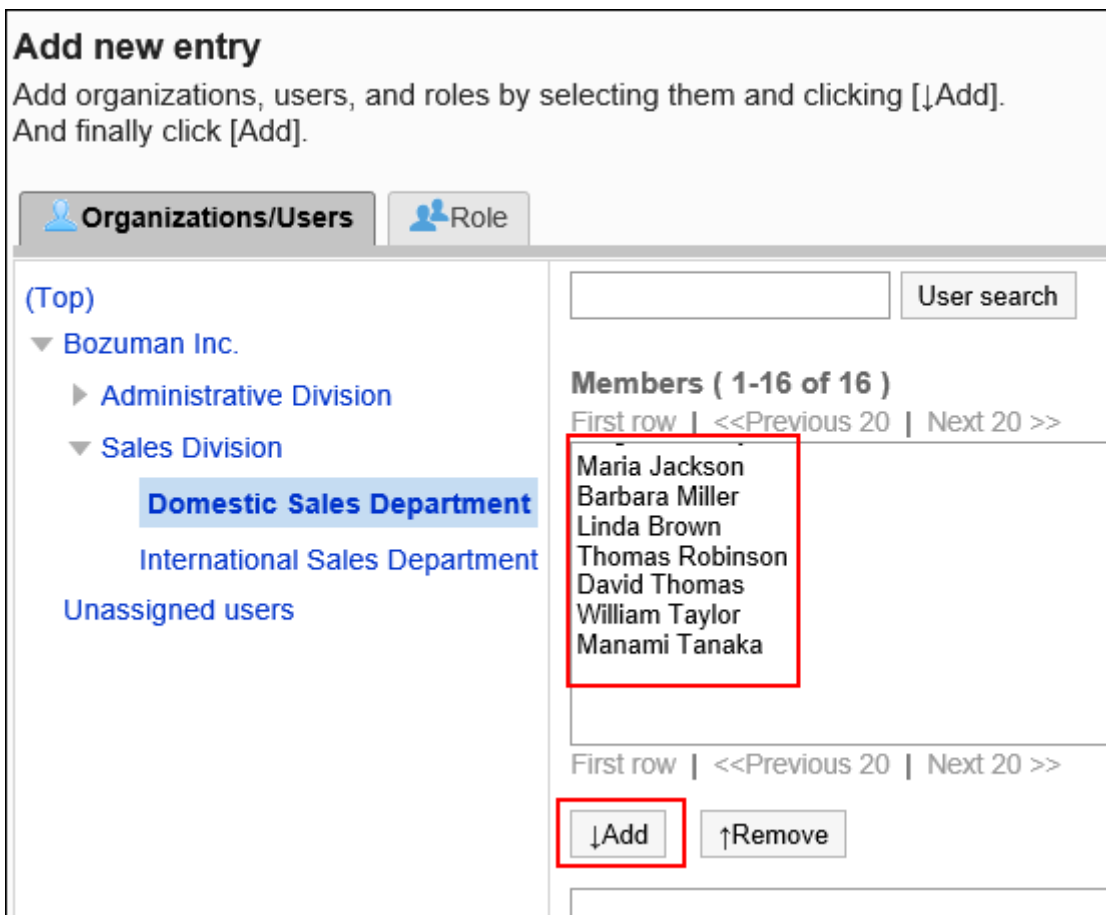 Add new entry
Add organizations, users, and roles by selecting them and clicking [↓Add].
And finally click [Add].
Organizations/Users
Role
(Top)
Bozuman Inc.
Administrative Division
Sales Division
Domestic Sales Department
International Sales Department
Unassigned users
User search
Members ( 1-16 of 16 )
First row | <<Previous 20 | Next 20 >>
Maria Jackson
Barbara Miller
Linda Brown
Thomas Robinson
David Thomas
William Taylor
Manami Tanaka
First row | <<Previous 20 | Next 20 >>
↓Add
↑Remove